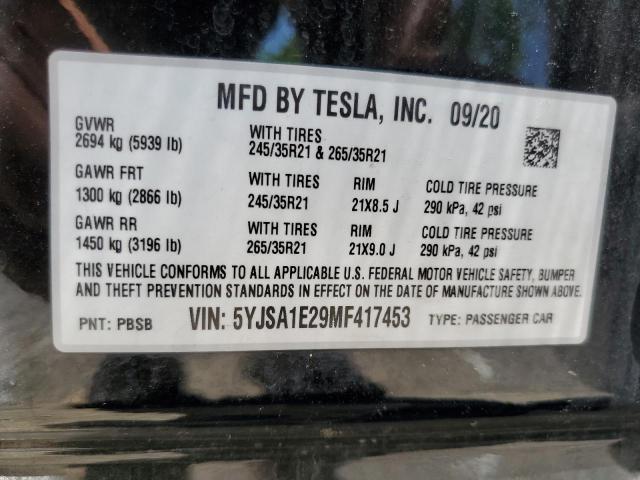 MFD BY TESLA, INC. 09/20
GVWR
2694 kg (5939 lb)
WITH TIRES
245/35R21 & 265/35R21
GAWR FRT
1300 kg (2866 lb)
WITH TIRES
245/35R21
RIM
21X8.5 J
COLD TIRE PRESSURE
290 kPa, 42 psi
GAWR RR
1450 kg (3196 lb)
WITH TIRES
265/35R21
RIM
21X9.0 J
COLD TIRE PRESSURE
290 kPa, 42 psi
THIS VEHICLE CONFORMS TO ALL APPLICABLE U.S. FEDERAL MOTOR VEHICLE SAFETY, BUMPER
AND THEFT PREVENTION STANDARDS IN EFFECT ON THE DATE OF MANUFACTURE SHOWN ABOVE.
PNT: PBSB VIN: 5YJSA1E29MF417453 TYPE: PASSENGER CAR